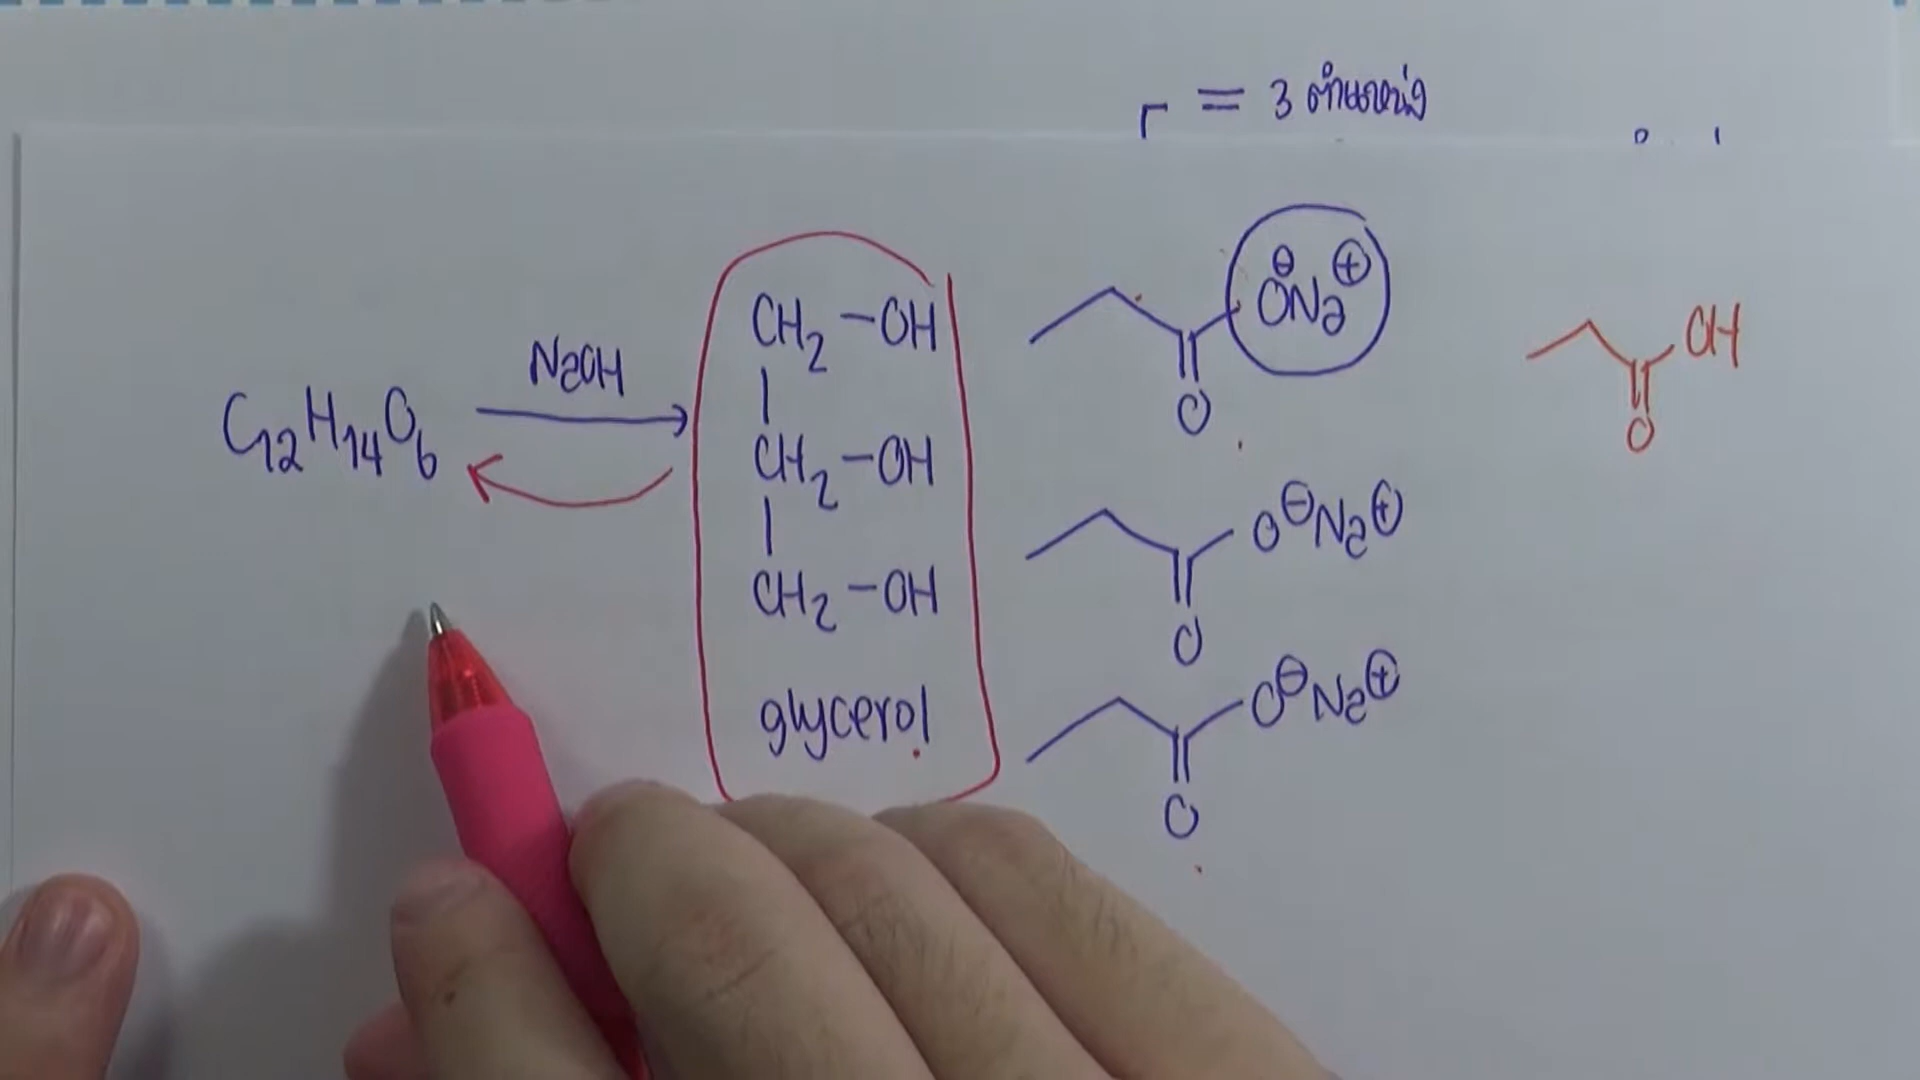 r = 3 ตำแหน่ง
C12H14O6
NaOH
CH2-OH
CH2-OH
CH2-OH
glycerol
O⊖Na⊕
O
O⊖Na⊕
O
O⊖Na⊕
O
OH
O